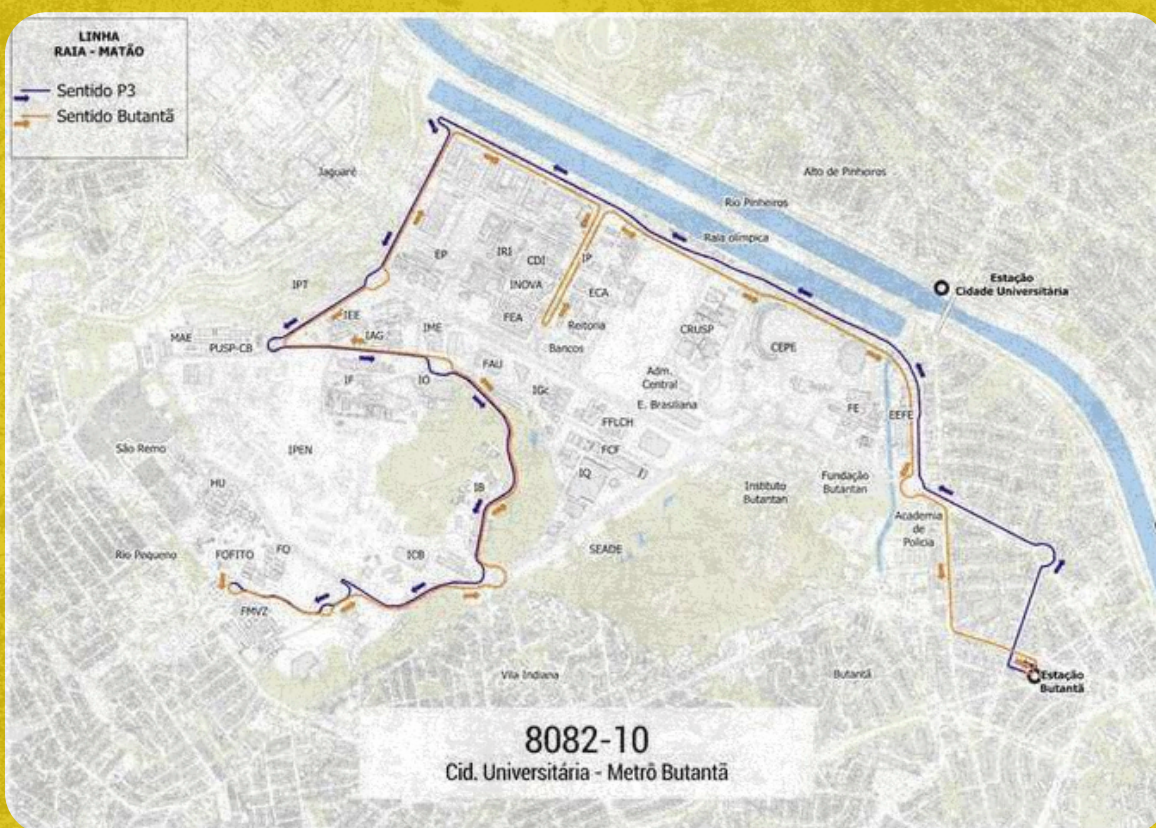 LINHA
RAIA - MATÃO
Sentido P3
Sentido Butantã
Jaguaré
Alto de Pinheiros
Rio Pinheiros
Raia olímpica
Estação
Cidade Universitária
EP
IRI
CDI
IP
INOVA
ECA
IPT
IEE
FEA
Reitoria
IAG
IME
CRUSP
MAE
PUSP-CB
Bancos
CEPE
FAU
Adm.
Central
IF
IO
IGc
E. Brasiliana
FE
EEFE
FFLCH
São Remo
IPEN
FCF
IQ
HU
IB
Instituto
Butantan
Fundação
Butantan
Academia
de
Polícia
Rio Pequeno
FOFITO
FO
ICB
SEADE
FMVZ
Vila Indiana
Butantã
Estação
Butantã
8082-10
Cid. Universitária - Metrô Butantã